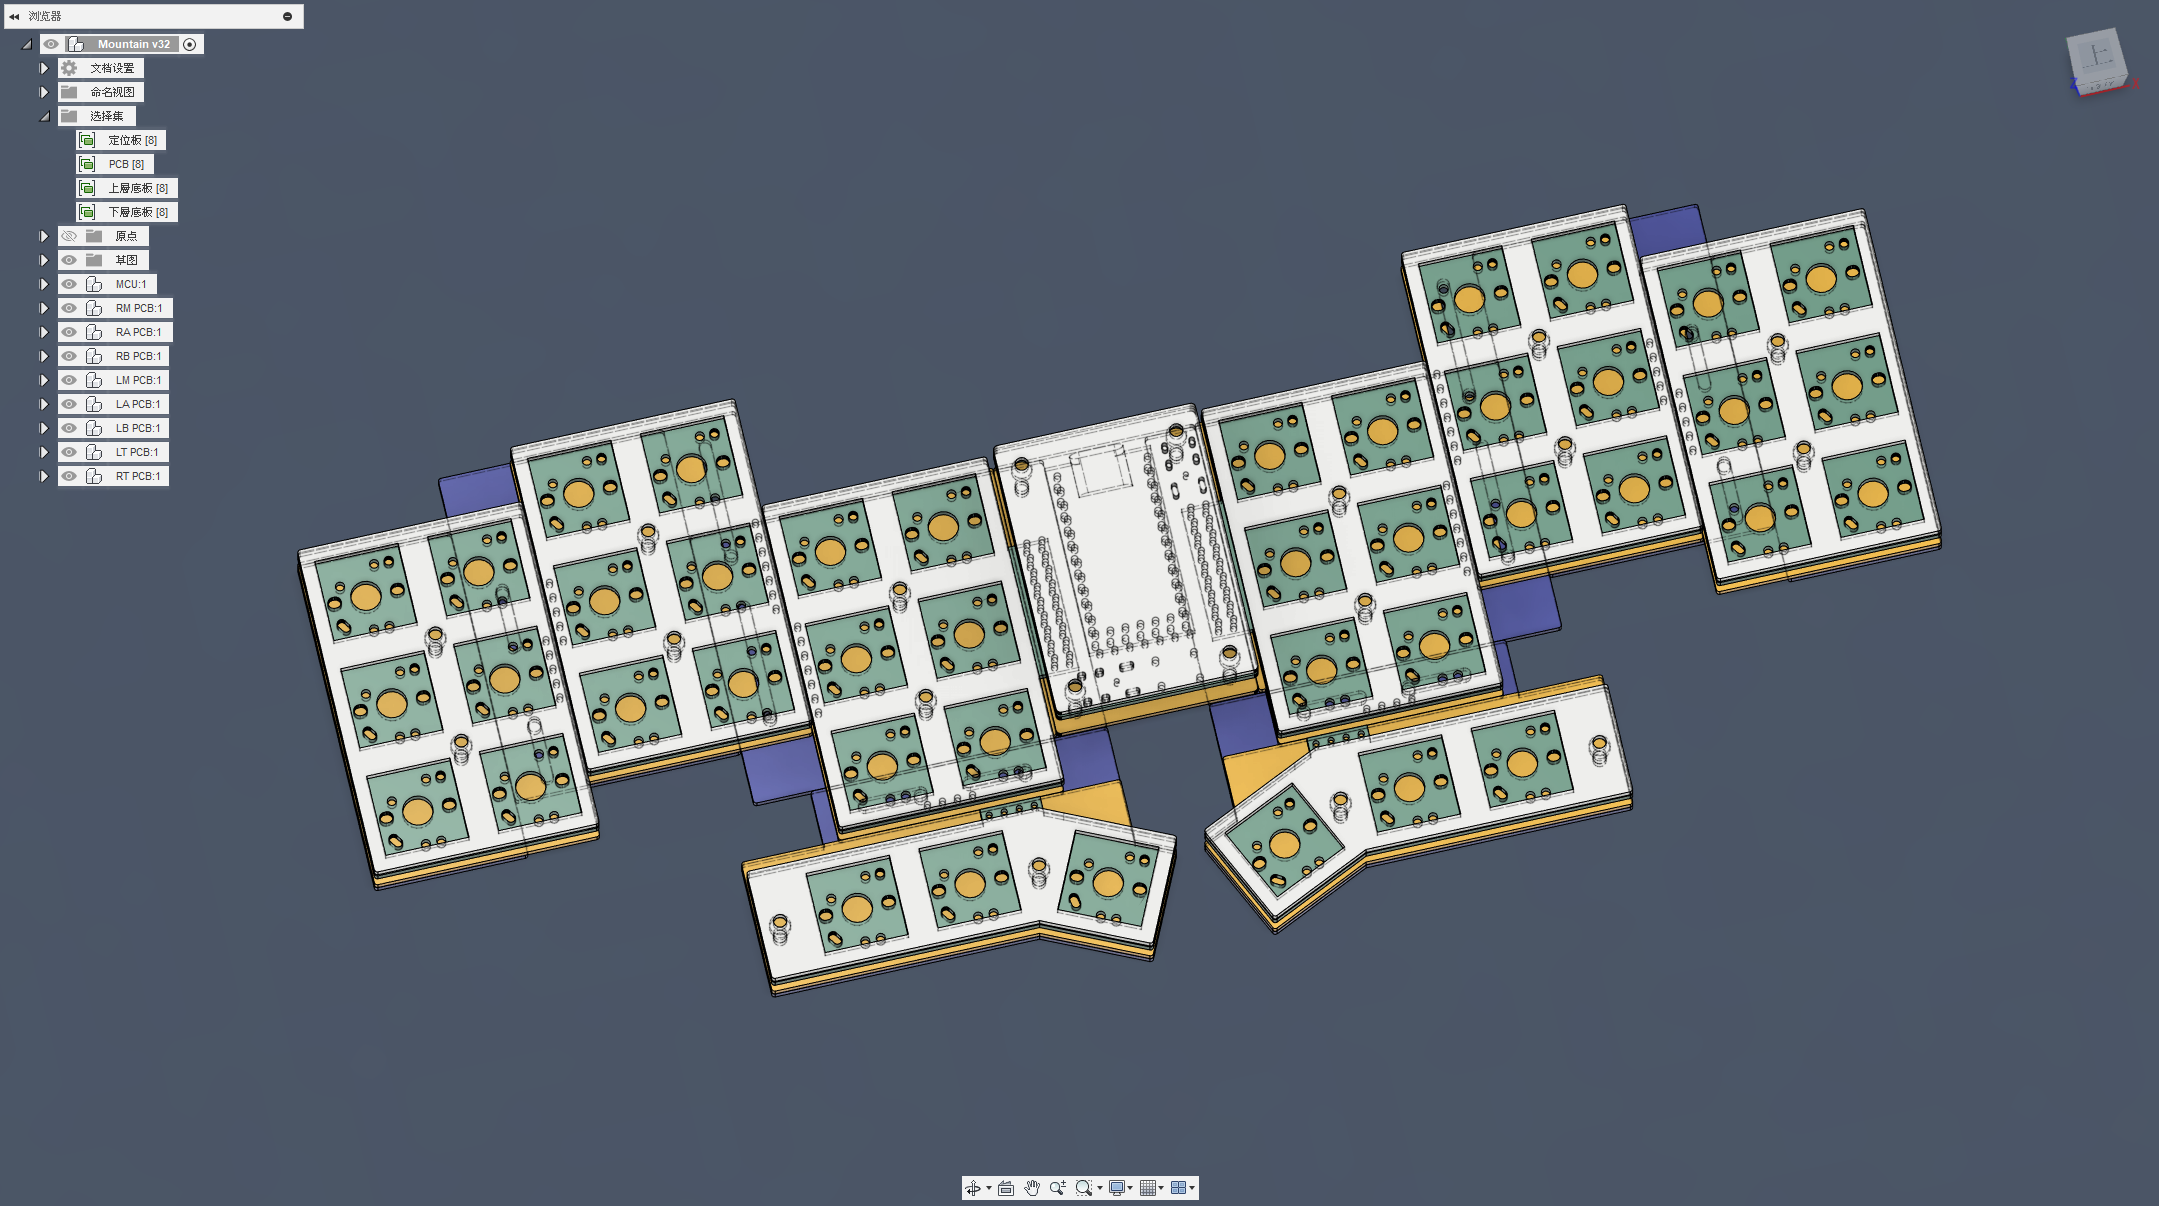 浏览器
Mountain v32
文档设置
命名视图
选择集
定位板 [8]
PCB [8]
上層底板 [8]
下層底板 [8]
原点
草图
MCU:1
RM PCB:1
RA PCB:1
RB PCB:1
LM PCB:1
LA PCB:1
LB PCB:1
LT PCB:1
RT PCB:1
上
Z
X